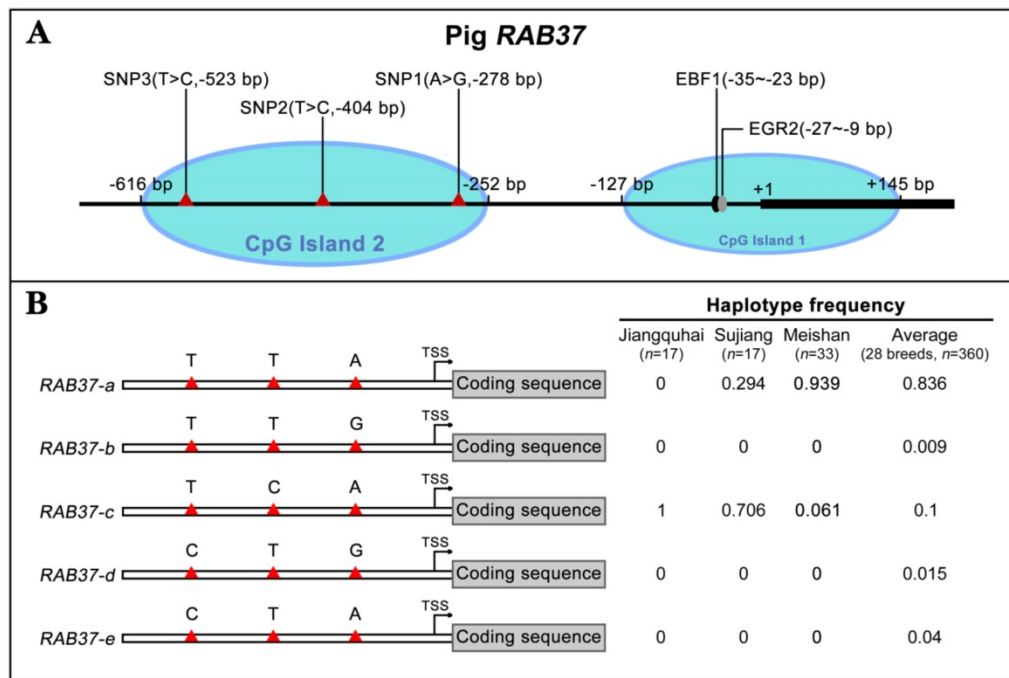 A
Pig RAB37
SNP3(T>C,-523 bp)
SNP1(A>G,-278 bp)
EBF1(-35~-23 bp)
SNP2(T>C,-404 bp)
EGR2(-27~-9 bp)
-616 bp
-252 bp
-127 bp
+1
+145 bp
CpG Island 2
CpG Island 1
B
Haplotype frequency
Jiangquhai Sujiang Meishan Average
(n=17) (n=17) (n=33) (28 breeds, n=360)
T T A TSS
RAB37-a Coding sequence 0 0.294 0.939 0.836
T T G TSS
RAB37-b Coding sequence 0 0 0 0.009
T C A TSS
RAB37-c Coding sequence 1 0.706 0.061 0.1
C T G TSS
RAB37-d Coding sequence 0 0 0 0.015
C T A TSS
RAB37-e Coding sequence 0 0 0 0.04